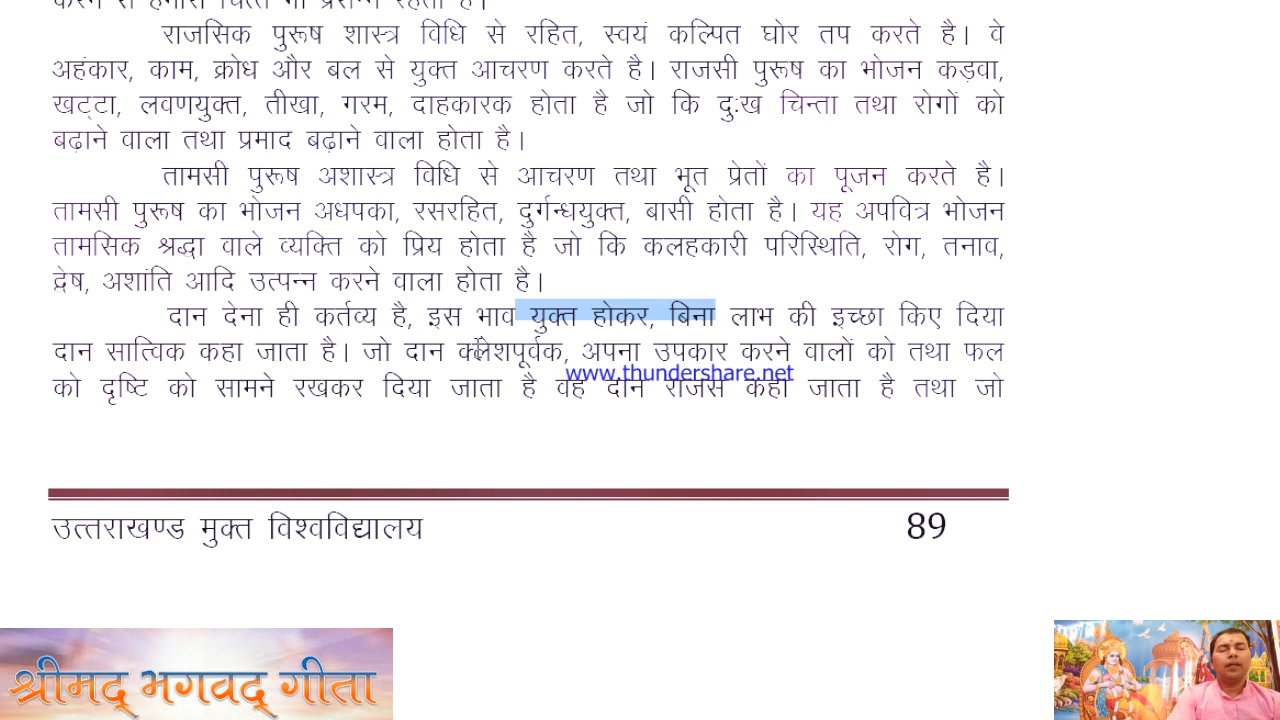 करने से हमारा चित्त भी प्रसन्न रहता है।
राजसिक पुरूष शास्त्र विधि से रहित, स्वयं कल्पित घोर तप करते है। वे
अहंकार, काम, क्रोध और बल से युक्त आचरण करते है। राजसी पुरूष का भोजन कड़वा,
खट्टा, लवणयुक्त, तीखा, गरम, दाहकारक होता है जो कि दुःख चिन्ता तथा रोगों को
बढ़ाने वाला तथा प्रमाद बढ़ाने वाला होता है।
तामसी पुरूष अशास्त्र विधि से आचरण तथा भूत प्रेतों का पूजन करते है।
तामसी पुरूष का भोजन अधपका, रसरहित, दुर्गन्धयुक्त, बासी होता है। यह अपवित्र भोजन
तामसिक श्रद्धा वाले व्यक्ति को प्रिय होता है जो कि कलहकारी परिस्थिति, रोग, तनाव,
द्वेष, अशांति आदि उत्पन्न करने वाला होता है।
दान देना ही कर्तव्य है, इस भाव युक्त होकर, बिना लाभ की इच्छा किए दिया
दान सात्विक कहा जाता है। जो दान क्लेशपूर्वक, अपना उपकार करने वालों को तथा फल
www.thundershare.net
को दृष्टि को सामने रखकर दिया जाता है वह दान राजस कहा जाता है तथा जो
उत्तराखण्ड मुक्त विश्वविद्यालय 89
श्रीमद् भगवद् गीता